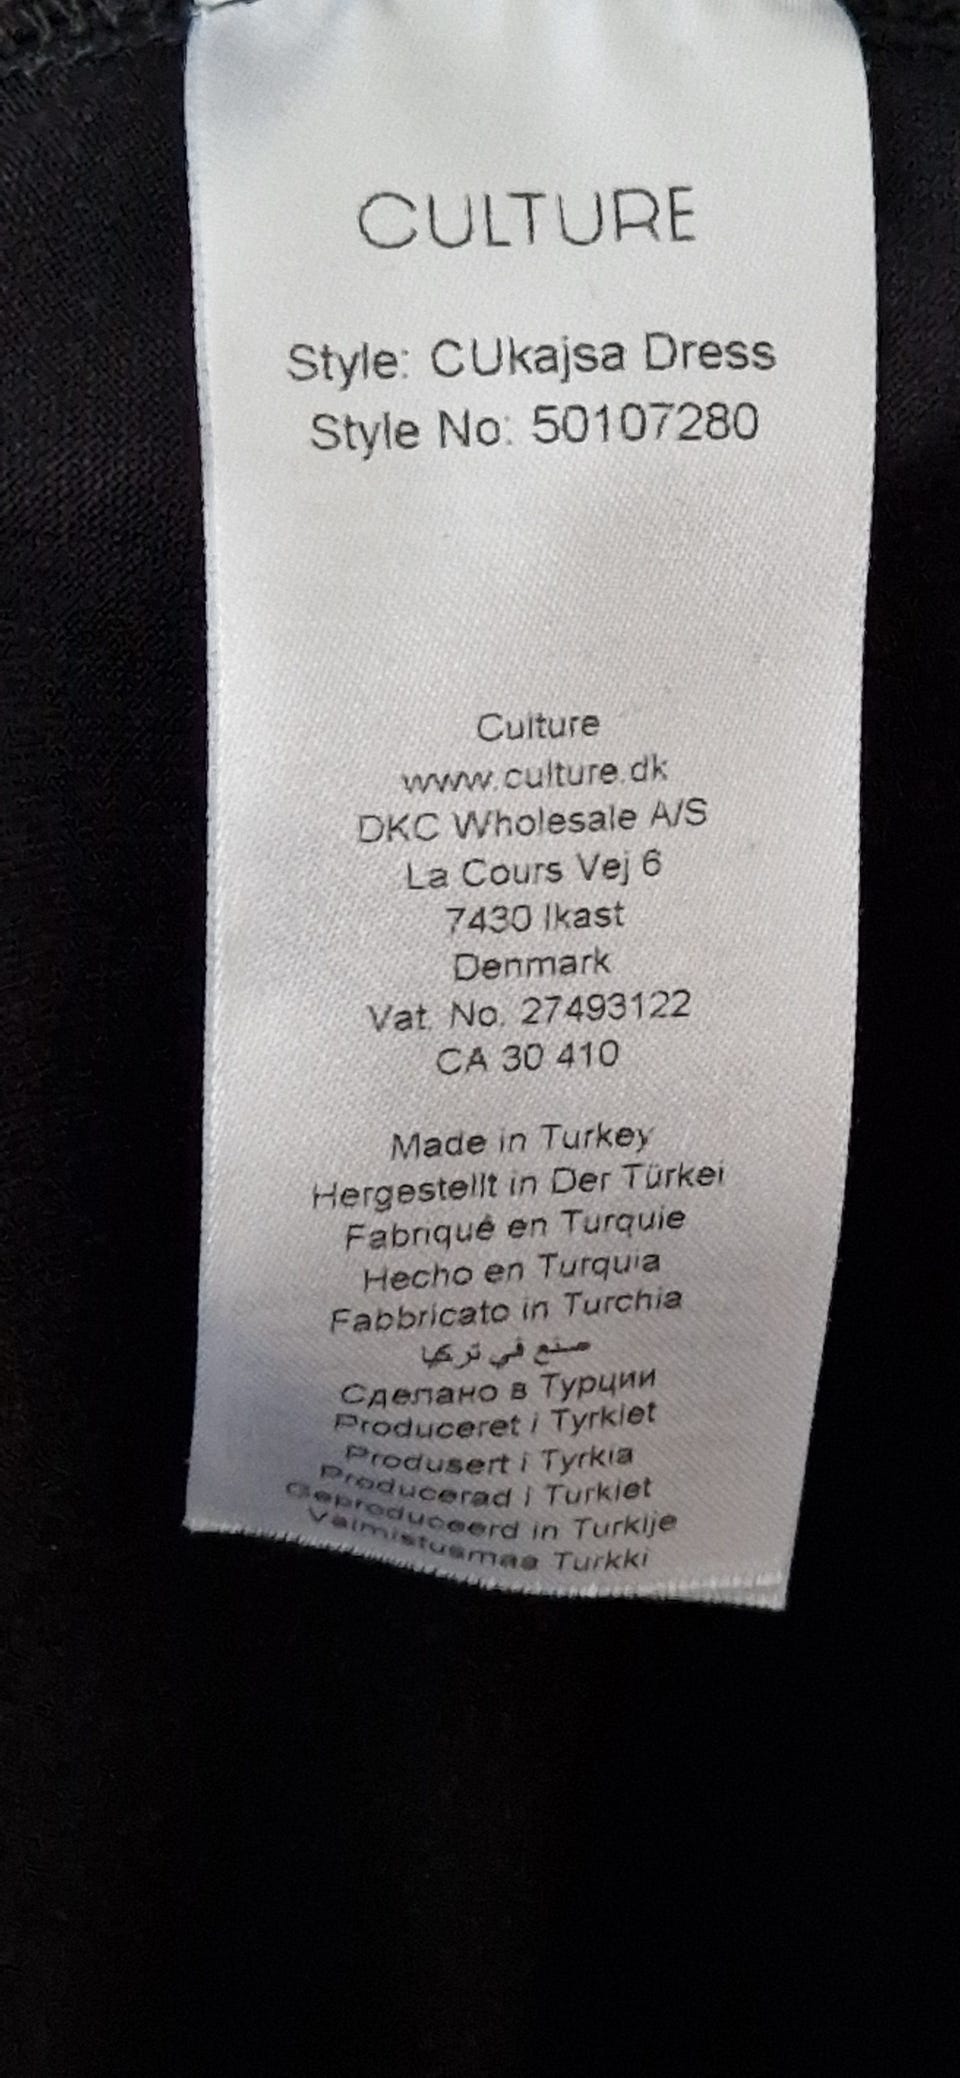 CULTURE
Style: CUkajsa Dress
Style No: 50107280
Culture
www.culture.dk
DKC Wholesale A/S
La Cours Vej 6
7430 Ikast
Denmark
Vat. No. 27493122
CA 30 410
Made in Turkey
Hergestellt in Der Türkei
Fabriqué en Turquie
Hecho en Turquia
Fabbricato in Turchia
صنع في تركيا
Сделано в Турции
Produceret i Tyrkiet
Produsert i Tyrkia
Producerad i Turkiet
Geproduceerd in Turkije
Valmistusmaa Turkki